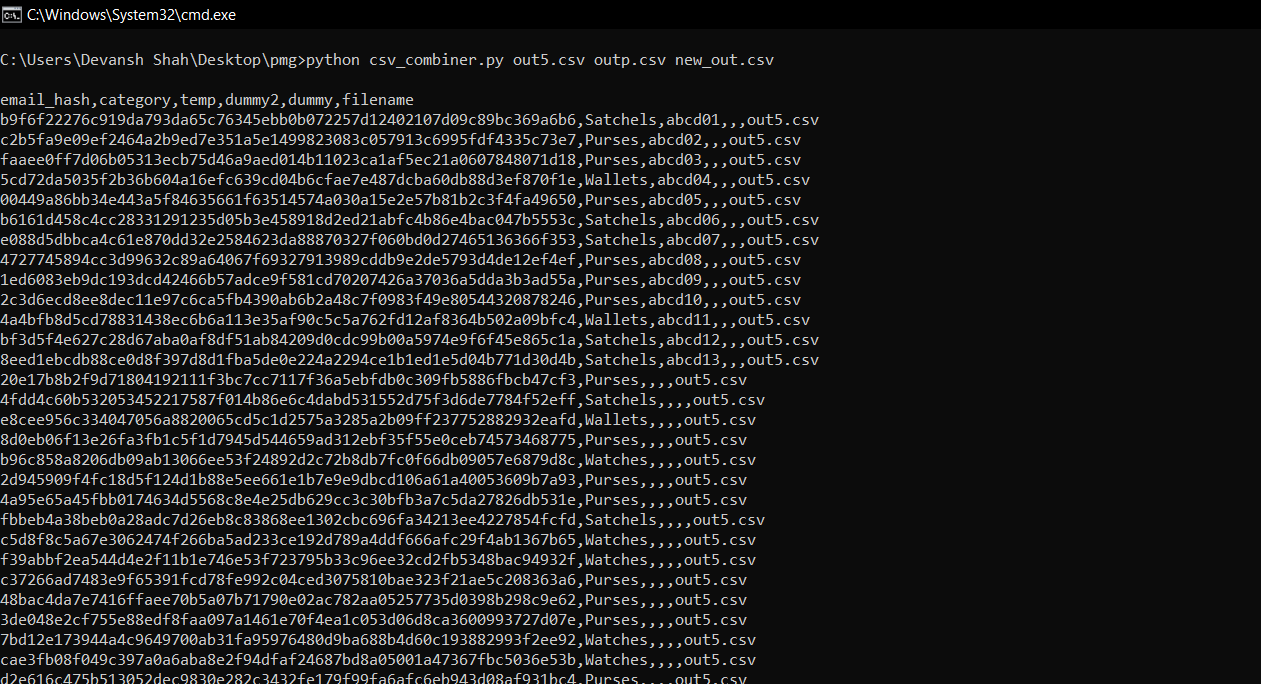 C:\Windows\System32\cmd.exe
C:\Users\Devansh Shah\Desktop\pmg>python csv_combiner.py out5.csv outp.csv new_out.csv
email_hash,category,temp,dummy2,dummy,filename
b9f6f22276c919da793da65c76345ebb0b072257d12402107d09c89bc369a6b6,Satchels,abcd01,,,out5.csv
c2b5fa9e09ef2464a2b9ed7e351a5e1499823083c057913c6995fdf4335c73e7,Purses,abcd02,,,out5.csv
faaee0ff7d06b05313ecb75d46a9aed014b11023ca1af5ec21a0607848071d18,Purses,abcd03,,,out5.csv
5cd72da5035f2b36b604a16efc639cd04b6cfae7e487dcba60db88d3ef870f1e,Wallets,abcd04,,,out5.csv
00449a86bb34e443a5f84635661f63514574a030a15e2e57b81b2c3f4fa49650,Purses,abcd05,,,out5.csv
b6161d458c4cc28331291235d05b3e458918d2ed21abfc4b86e4bac047b5553c,Satchels,abcd06,,,out5.csv
e088d5dbbca4c61e870dd32e2584623da88870327f060bd0d27465136366f353,Satchels,abcd07,,,out5.csv
4727745894cc3d99632c89a64067f69327913989cddb9e2de5793d4de12ef4ef,Purses,abcd08,,,out5.csv
1ed6083eb9dc193dcd42466b57adce9f581cd70207426a37036a5dda3b3ad55a,Purses,abcd09,,,out5.csv
2c3d6ecd8ee8dec11e97c6ca5fb4390ab6b2a48c7f0983f49e80544320878246,Purses,abcd10,,,out5.csv
4a4bfb8d5cd78831438ec6b6a113e35af90c5c5a762fd12af8364b502a09bfc4,Wallets,abcd11,,,out5.csv
bf3d5f4e627c28d67aba0af8df51ab84209d0cdc99b00a5974e9f6f45e865c1a,Satchels,abcd12,,,out5.csv
8eed1ebcdb88ce0d8f397d8d1fba5de0e224a2294ce1b1ed1e5d04b771d30d4b,Satchels,abcd13,,,out5.csv
20e17b8b2f9d71804192111f3bc7cc7117f36a5ebfdb0c309fb5886fbcb47cf3,Purses,,,,out5.csv
4fdd4c60b532053452217587f014b86e6c4dabd531552d75f3d6de7784f52eff,Satchels,,,,out5.csv
e8cee956c334047056a8820065cd5c1d2575a3285a2b09ff237752882932eafd,Wallets,,,,out5.csv
8d0eb06f13e26fa3fb1c5f1d7945d544659ad312ebf35f55e0ceb74573468775,Purses,,,,out5.csv
b96c858a8206db09ab13066ee53f24892d2c72b8db7fc0f66db09057e6879d8c,Watches,,,,out5.csv
2d945909f4fc18d5f124d1b88e5ee661e1b7e9e9dbcd106a61a40053609b7a93,Purses,,,,out5.csv
4a95e65a45fbb0174634d5568c8e4e25db629cc3c30bfb3a7c5da27826db531e,Purses,,,,out5.csv
fbbeb4a38beb0a28adc7d26eb8c83868ee1302cbc696fa34213ee4227854fcfd,Satchels,,,,out5.csv
c5d8f8c5a67e3062474f266ba5ad233ce192d789a4ddf666afc29f4ab1367b65,Watches,,,,out5.csv
f39abbf2ea544d4e2f11b1e746e53f723795b33c96ee32cd2fb5348bac94932f,Watches,,,,out5.csv
c37266ad7483e9f65391fcd78fe992c04ced3075810bae323f21ae5c208363a6,Purses,,,,out5.csv
48bac4da7e7416ffaee70b5a07b71790e02ac782aa05257735d0398b298c9e62,Purses,,,,out5.csv
3de048e2cf755e88edf8faa097a1461e70f4ea1c053d06d8ca3600993727d07e,Purses,,,,out5.csv
7bd12e173944a4c9649700ab31fa95976480d9ba688b4d60c193882993f2ee92,Watches,,,,out5.csv
cae3fb08f049c397a0a6aba8e2f94dfaf24687bd8a05001a47367fbc5036e53b,Watches,,,,out5.csv
d2e616c475b513052dec9830e282c3432fe179f99fa6afc6eb943d08af931bc4,Purses,,,,out5.csv